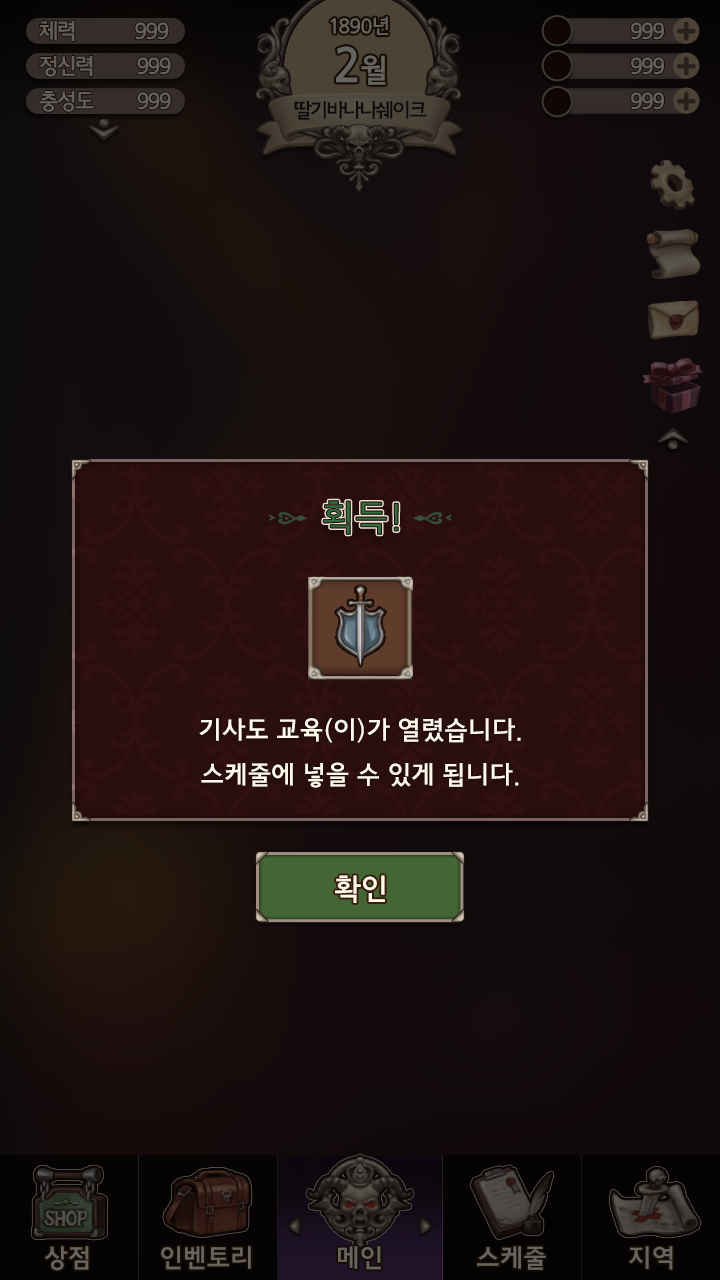 체력 999
정신력 999
충성도 999
1890년
2월
딸기바나나쉐이크
999
999
999
획득!
기사도 교육(이)가 열렸습니다.
스케줄에 넣을 수 있게 됩니다.
확인
SHOP
상점
인벤토리
메인
스케줄
지역